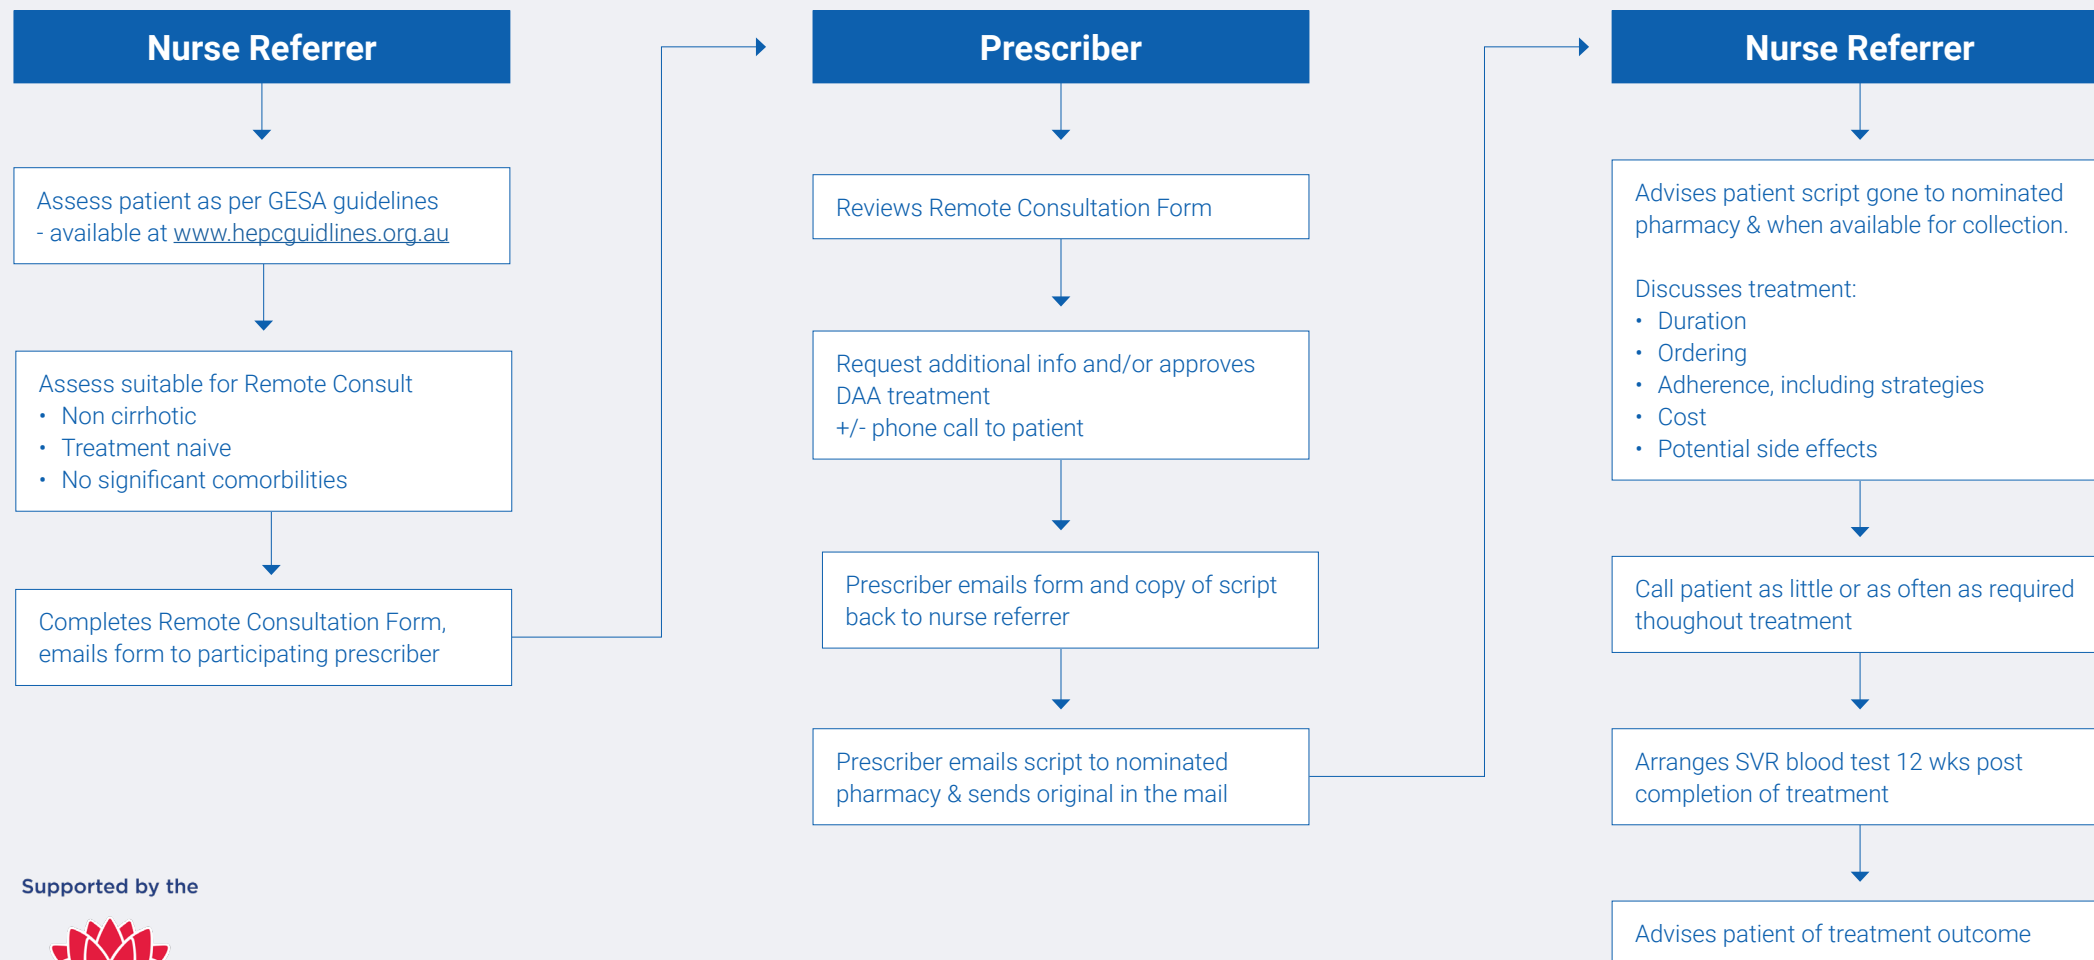 Nurse Referrer
Assess patient as per GESA guidelines
- available at www.hepcguidlines.org.au
Assess suitable for Remote Consult
• Non cirrhotic
• Treatment naive
• No significant comorbilities
Completes Remote Consultation Form,
emails form to participating prescriber
Prescriber
Reviews Remote Consultation Form
Request additional info and/or approves
DAA treatment
+/- phone call to patient
Prescriber emails form and copy of script
back to nurse referrer
Prescriber emails script to nominated
pharmacy & sends original in the mail
Nurse Referrer
Advises patient script gone to nominated
pharmacy & when available for collection.
Discusses treatment:
• Duration
• Ordering
• Adherence, including strategies
• Cost
• Potential side effects
Call patient as little or as often as required
thoughout treatment
Arranges SVR blood test 12 wks post
completion of treatment
Advises patient of treatment outcome
Supported by the